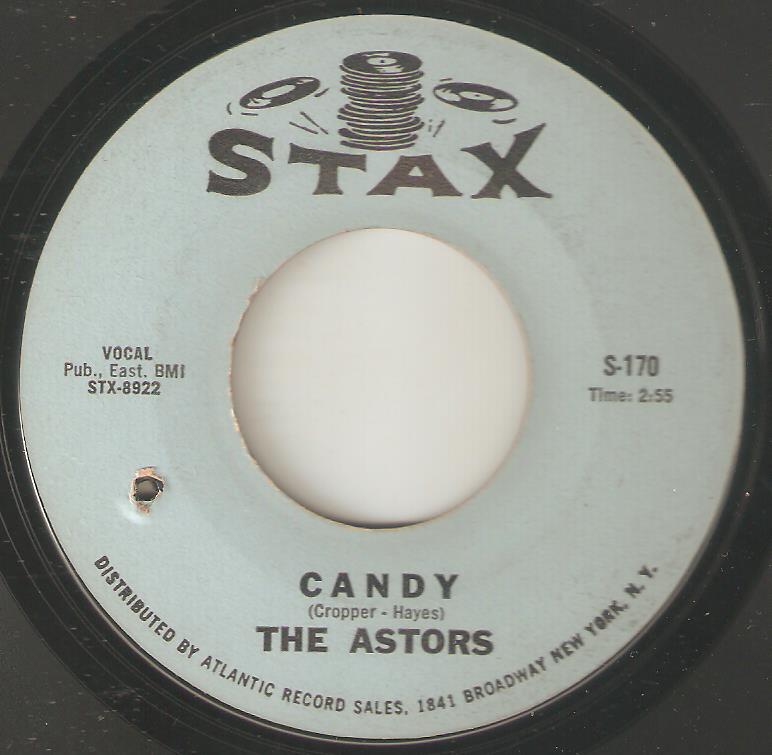 STAX
VOCAL
Pub., East. BMI
STX-8922
S-170
Time: 2:55
CANDY
(Cropper - Hayes)
THE ASTORS
DISTRIBUTED BY ATLANTIC RECORD SALES, 1841 BROADWAY NEW YORK, N. Y.